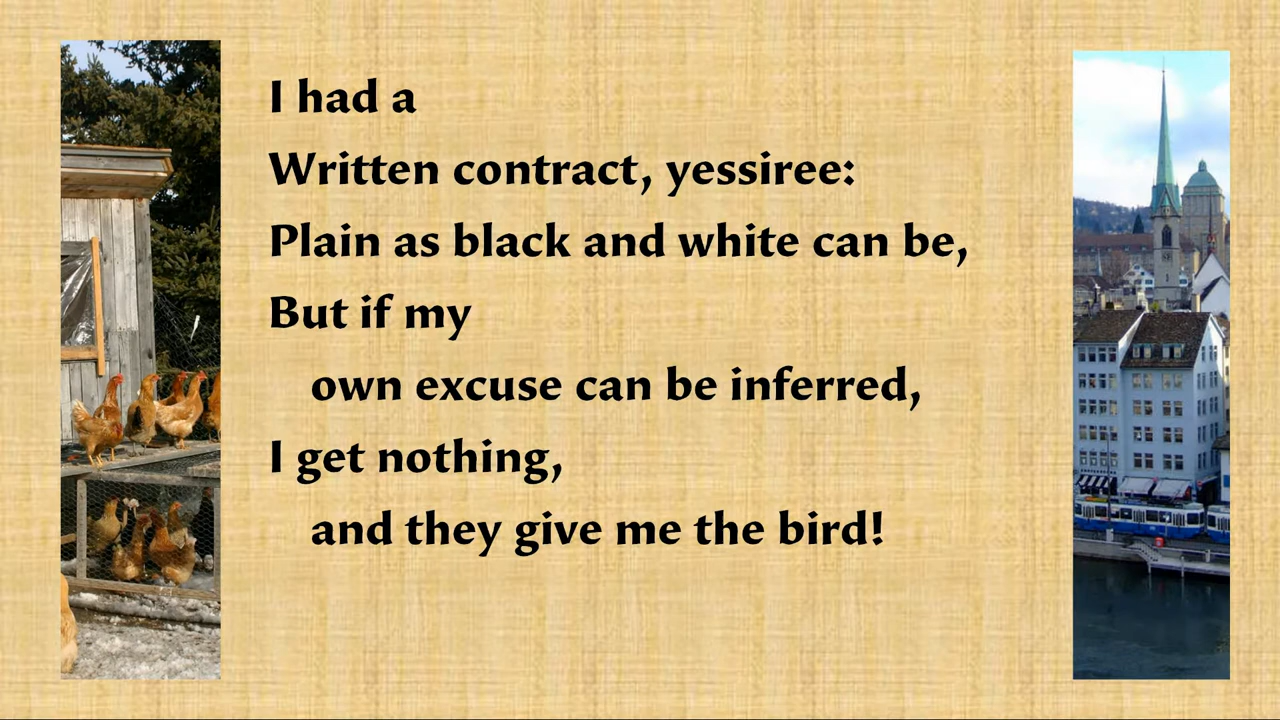 I had a
Written contract, yessiree:
Plain as black and white can be,
But if my
own excuse can be inferred,
I get nothing,
and they give me the bird!